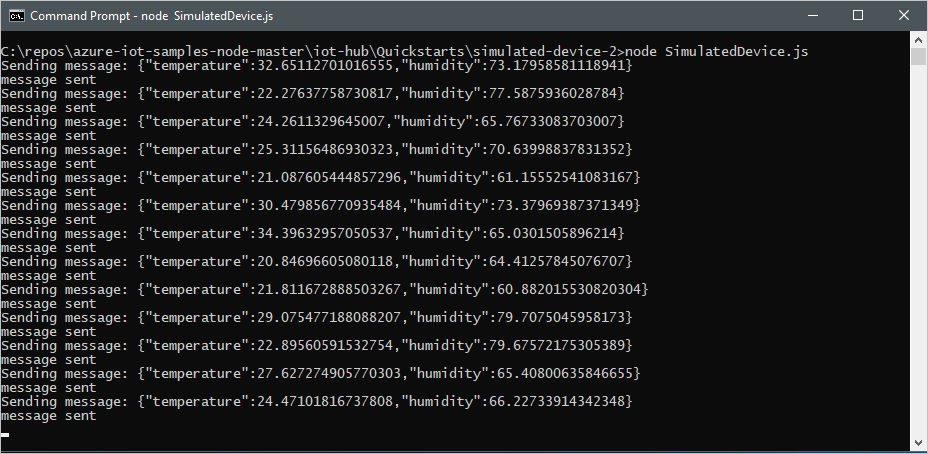 Command Prompt - node SimulatedDevice.js
C:\repos\azure-iot-samples-node-master\iot-hub\Quickstarts\simulated-device-2>node SimulatedDevice.js
Sending message: {"temperature":32.65112701016555,"humidity":73.17958581118941}
message sent
Sending message: {"temperature":22.27637758730817,"humidity":77.5875936028784}
message sent
Sending message: {"temperature":24.2611329645007,"humidity":65.76733083703007}
message sent
Sending message: {"temperature":25.31156486930323,"humidity":70.63998837831352}
message sent
Sending message: {"temperature":21.087605444857296,"humidity":61.15552541083167}
message sent
Sending message: {"temperature":30.479856770935484,"humidity":73.37969387371349}
message sent
Sending message: {"temperature":34.39632957050537,"humidity":65.0301505896214}
message sent
Sending message: {"temperature":20.84696605080118,"humidity":64.41257845076707}
message sent
Sending message: {"temperature":21.811672888503267,"humidity":60.882015530820304}
message sent
Sending message: {"temperature":29.075477188088207,"humidity":79.7075045958173}
message sent
Sending message: {"temperature":22.89560591532754,"humidity":79.67572175305389}
message sent
Sending message: {"temperature":27.627274905770303,"humidity":65.40800635846655}
message sent
Sending message: {"temperature":24.47101816737808,"humidity":66.22733914342348}
message sent